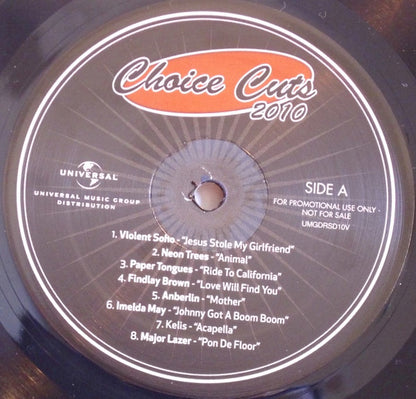 Choice Cuts
2010
UNIVERSAL
UNIVERSAL MUSIC GROUP
DISTRIBUTION
SIDE A
FOR PROMOTIONAL USE ONLY -
NOT FOR SALE
UMGDRSD10V
1. Violent Soho - "Jesus Stole My Girlfriend"
2. Neon Trees - "Animal"
3. Paper Tongues - "Ride To California"
4. Findlay Brown - "Love Will Find You"
5. Anberlin - "Mother"
6. Imelda May - "Johnny Got A Boom Boom"
7. Kelis - "Acapella"
8. Major Lazer - "Pon De Floor"